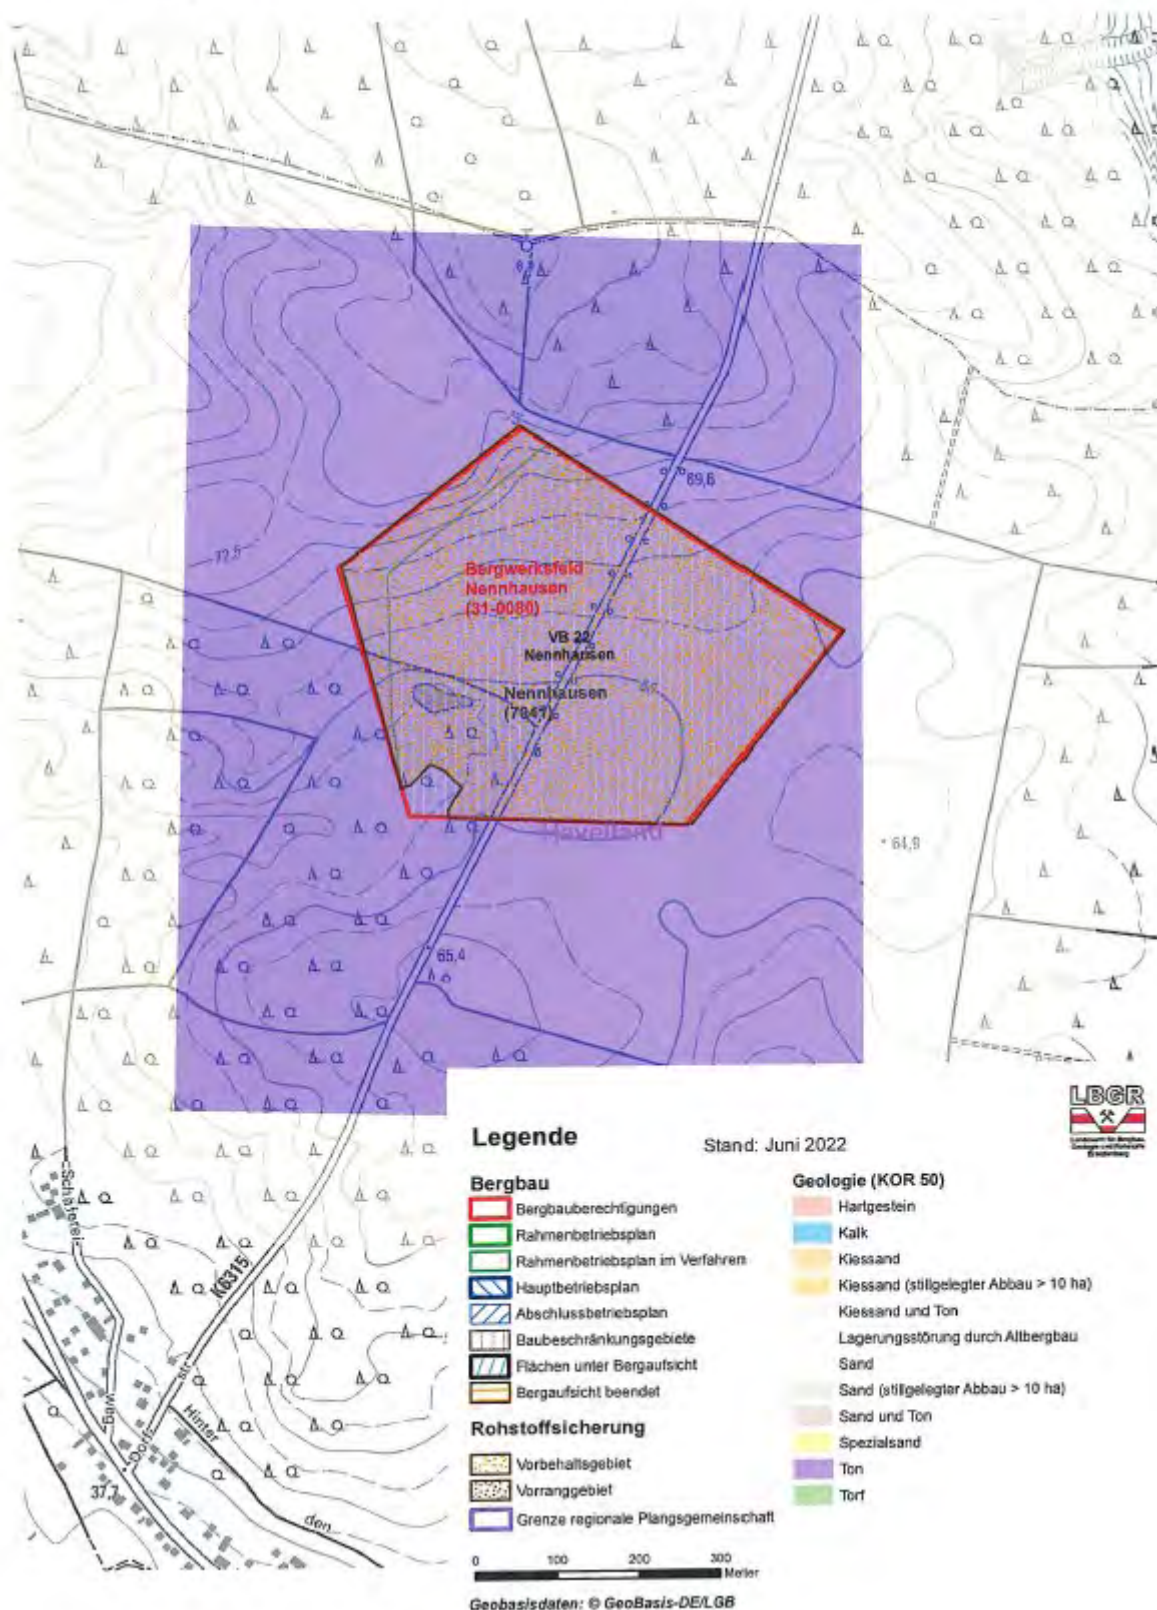 69,6
72,5
Bergwerksfeld
Nennhausen
(31-0080)
VB 22
Nennhausen
Nennhausen
Havelland
64,9
65,4
K6315
Schäferei-
weg
Dorf-
str
Hinter
den
37,7
LBGR
Legende
Stand: Juni 2022
Bergbau
Bergbauberechtigungen
Rahmenbetriebsplan
Rahmenbetriebsplan im Verfahren
Hauptbetriebsplan
Abschlussbetriebsplan
Baubeschränkungsgebiete
Flächen unter Bergaufsicht
Bergaufsicht beendet
Rohstoffsicherung
Vorbehaltsgebiet
Vorranggebiet
Grenze regionale Plangsgemeinschaft
Geologie (KOR 50)
Hartgestein
Kalk
Kiessand
Kiessand (stillgelegter Abbau > 10 ha)
Kiessand und Ton
Lagerungsstörung durch Altbergbau
Sand
Sand (stillgelegter Abbau > 10 ha)
Sand und Ton
Spezialsand
Ton
Torf
0 100 200 300
Meter
Geobasisdaten: © GeoBasis-DE/LGB